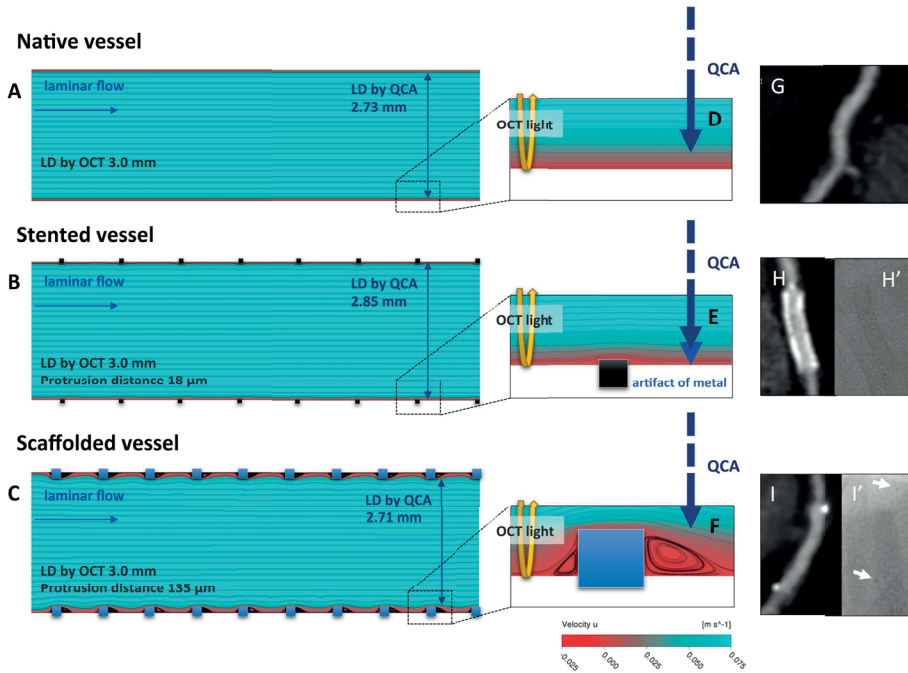 Native vessel
A
laminar flow
LD by QCA
2.73 mm
LD by OCT 3.0 mm
OCT light
QCA
D
G
Stented vessel
B
laminar flow
LD by QCA
2.85 mm
LD by OCT 3.0 mm
Protrusion distance 18 μm
OCT light
QCA
E
artifact of metal
H
H’
Scaffolded vessel
C
laminar flow
LD by QCA
2.71 mm
LD by OCT 3.0 mm
Protrusion distance 135 μm
OCT light
QCA
F
I
I’
Velocity u [m s^-1]
-0.025 0.000 0.025 0.050 0.075